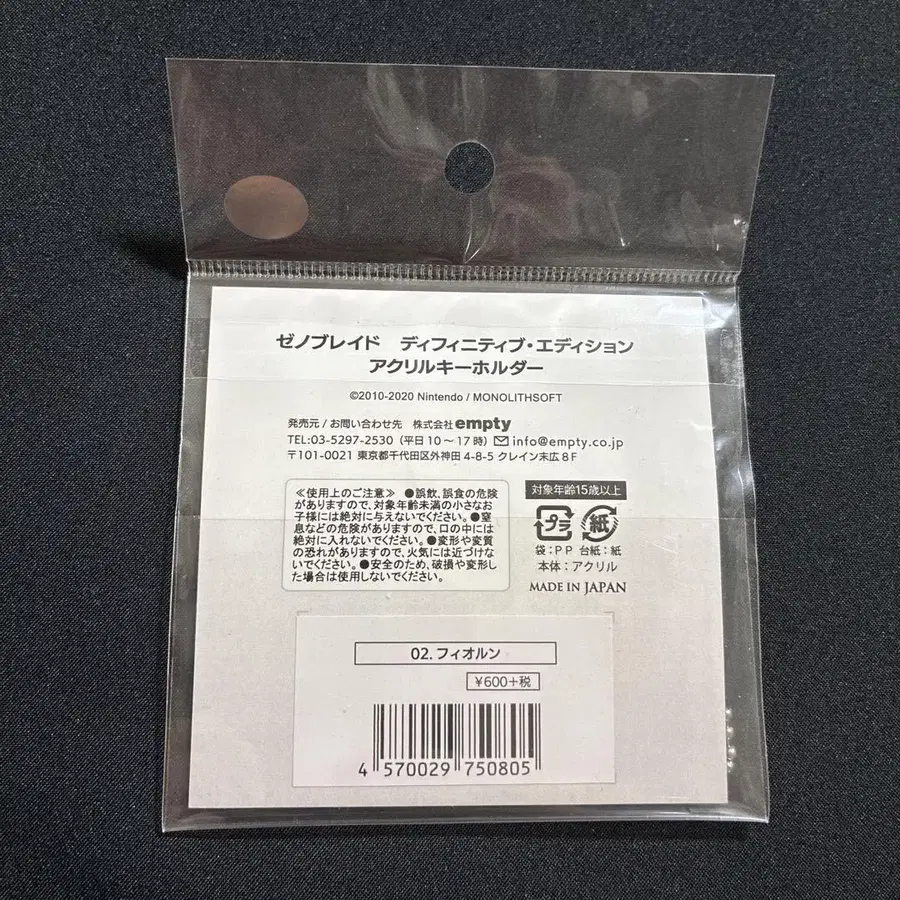 ゼノブレイド ディフィニティブ・エディション
アクリルキーホルダー
©2010-2020 Nintendo / MONOLITHSOFT
発売元 / お問い合わせ先 株式会社empty
TEL:03-5297-2530 (平日10～17時) info@empty.co.jp
〒101-0021 東京都千代田区外神田 4-8-5 クレイン末広 8F
≪使用上のご注意≫ ●誤飲、誤食の危険
がありますので、対象年齢未満の小さなお
子様には絶対に与えないでください。●窒
息などの危険がありますので、口の中には
絶対に入れないでください。●変形や変質
の恐れがありますので、火気には近づけな
いでください。●安全のため、破損や変形し
た場合は使用しないでください。
対象年齢15歳以上
プラ 紙
袋:PP 台紙:紙
本体:アクリル
MADE IN JAPAN
02.フィオルン
¥600+税
4 570029 750805